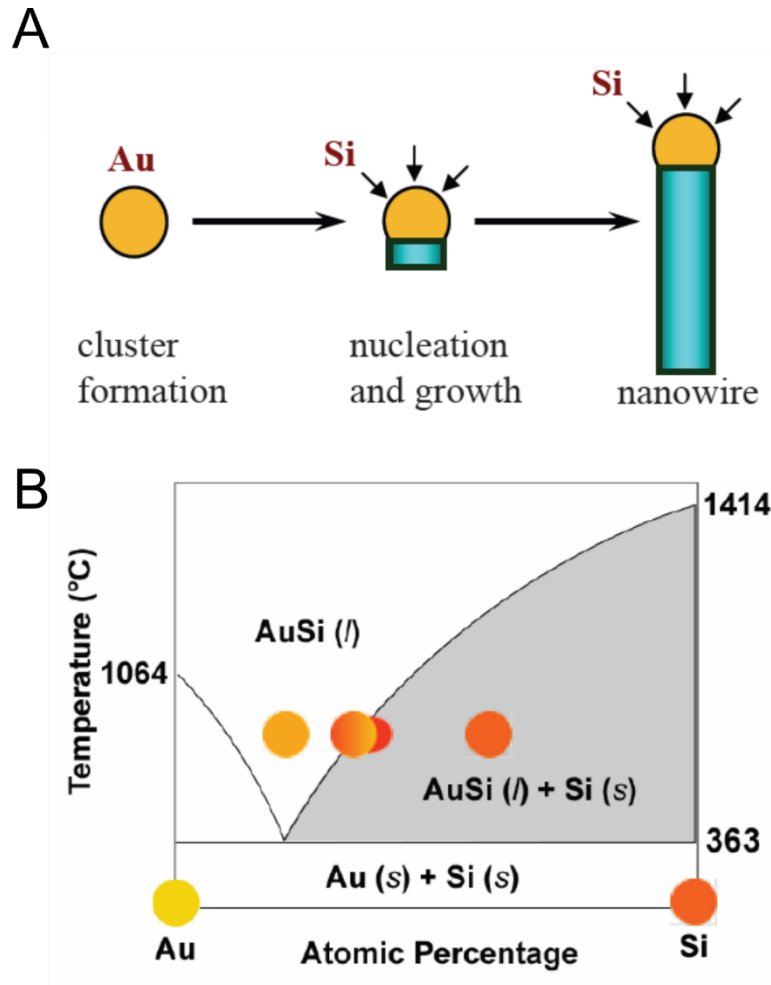 A
Au
Si
Si
cluster
formation
nucleation
and growth
nanowire
B
Temperature (°C)
1414
1064
AuSi (l)
AuSi (l) + Si (s)
363
Au (s) + Si (s)
Au
Atomic Percentage
Si